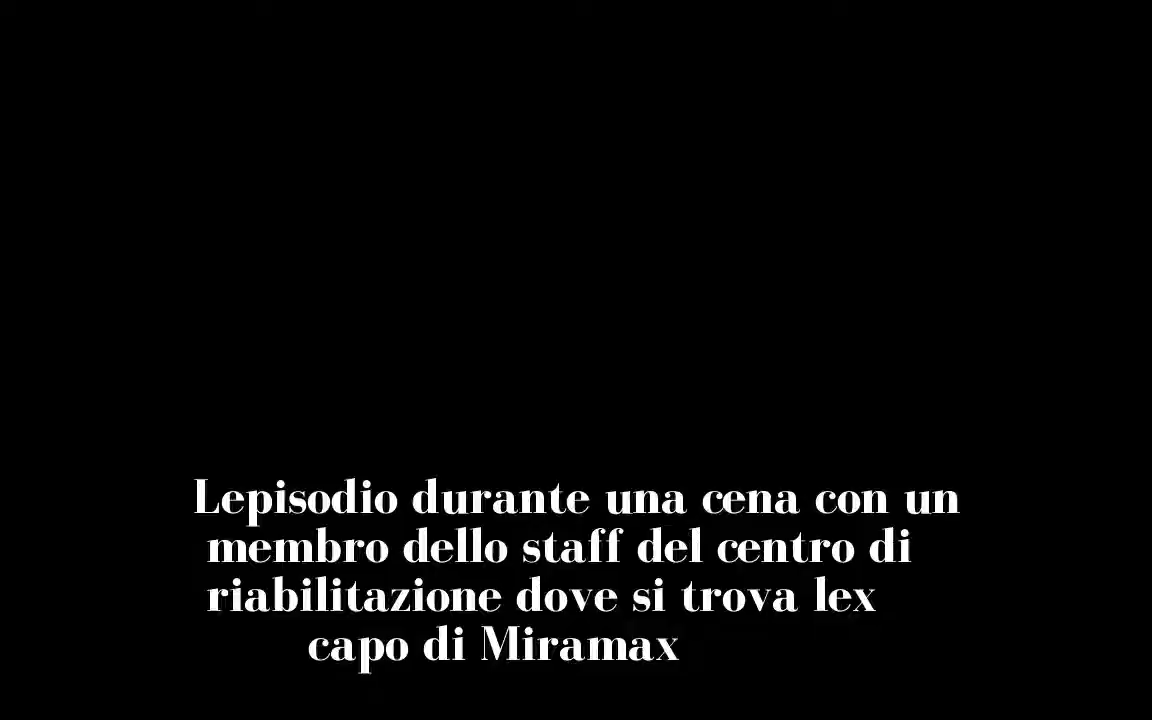 Lepisodio durante una cena con un
membro dello staff del centro di
riabilitazione dove si trova lex
capo di Miramax